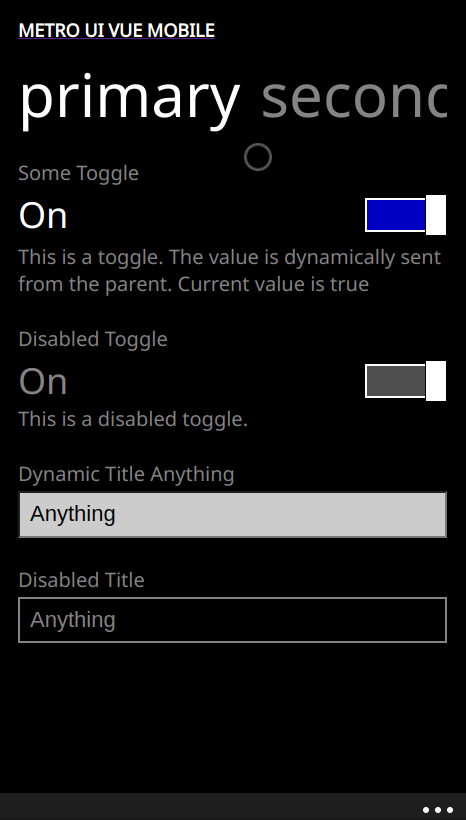 METRO UI VUE MOBILE
primary second
Some Toggle
On
This is a toggle. The value is dynamically sent
from the parent. Current value is true
Disabled Toggle
On
This is a disabled toggle.
Dynamic Title Anything
Anything
Disabled Title
Anything